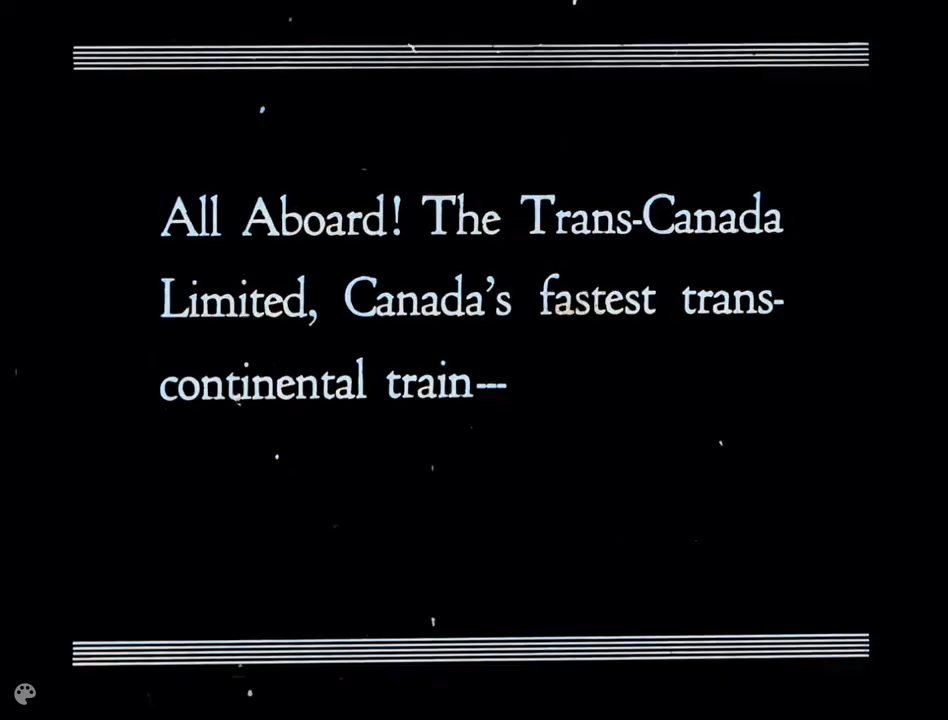 All Aboard! The Trans-Canada
Limited, Canada's fastest trans-
continental train---